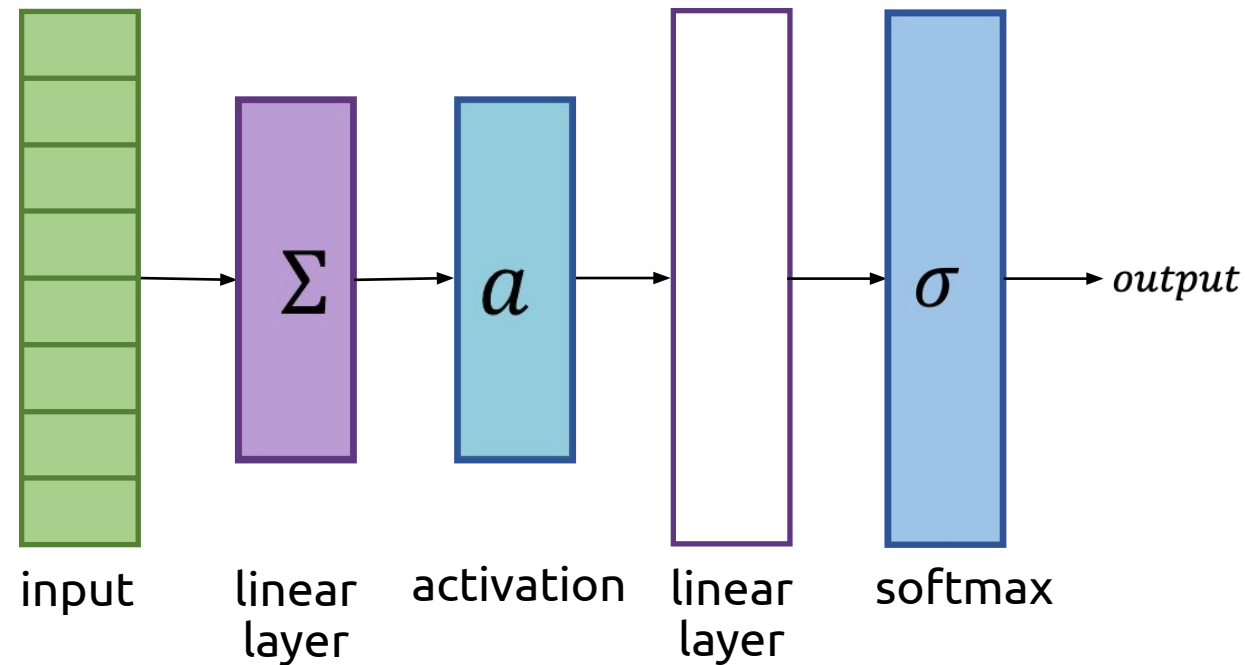 Σ
a
σ
output
input
linear
layer
activation
linear
layer
softmax